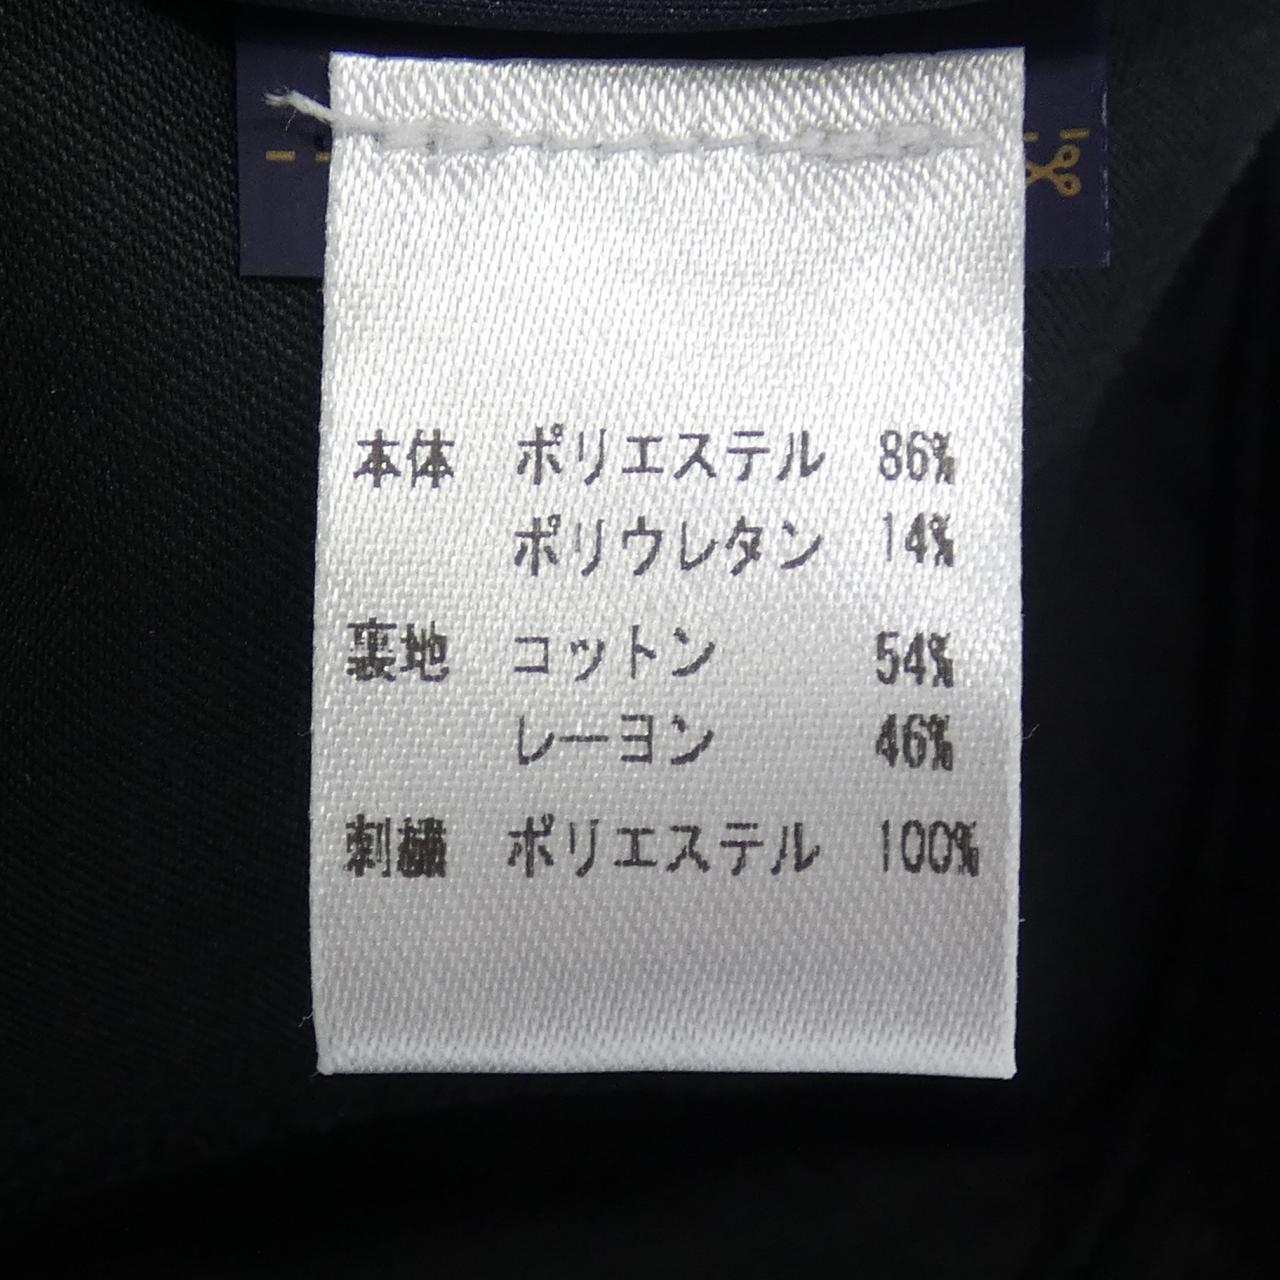 本体 ポリエステル 86%
ポリウレタン 14%
裏地 コットン 54%
レーヨン 46%
刺繍 ポリエステル 100%